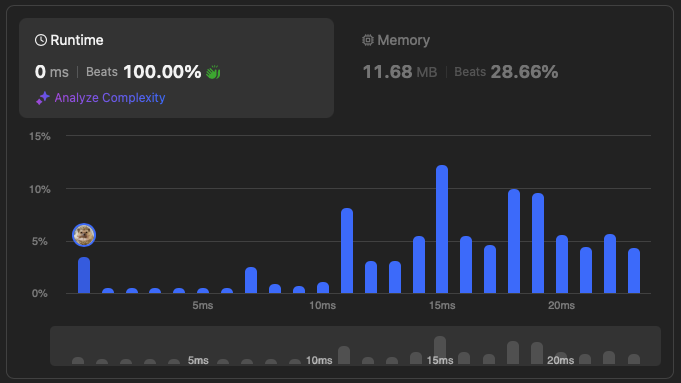 Runtime
0 ms | Beats 100.00%
Analyze Complexity
Memory
11.68 MB | Beats 28.66%
15%
10%
5%
0%
5ms 10ms 15ms 20ms
5ms 10ms 15ms 20ms